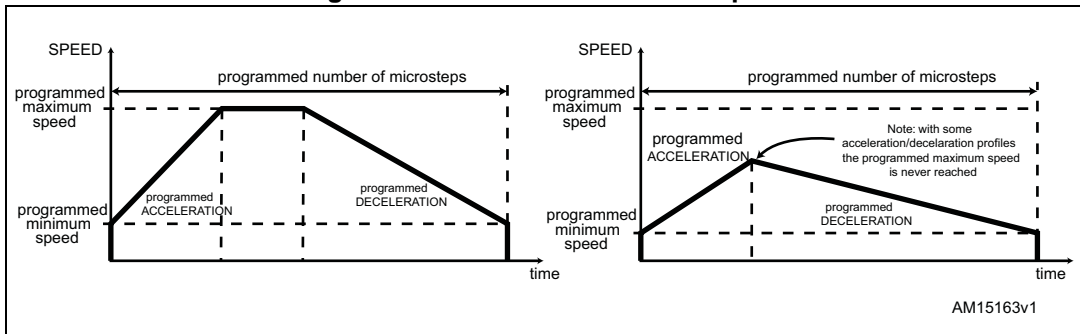 SPEED
programmed number of microsteps
programmed
maximum
speed
programmed
ACCELERATION
programmed
DECELERATION
programmed
minimum
speed
time
SPEED
programmed number of microsteps
programmed
maximum
speed
programmed
ACCELERATION
Note: with some
acceleration/decelaration profiles
the programmed maximum speed
is never reached
programmed
DECELERATION
programmed
minimum
speed
time
AM15163v1